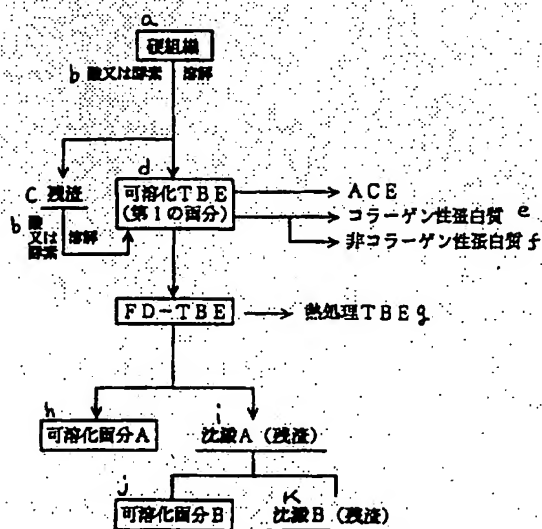 a
硬組織
b 酸又は酵素 溶解
d
c 残渣
可溶化TBE
(第1の画分)
ACE
コラーゲン性蛋白質 e
非コラーゲン性蛋白質 f
b 酸
又は
酵素
溶解
FD-TBE
熱処理TBE g
h
可溶化画分A
i
沈澱A (残渣)
j
可溶化画分B
K
沈澱B (残渣)